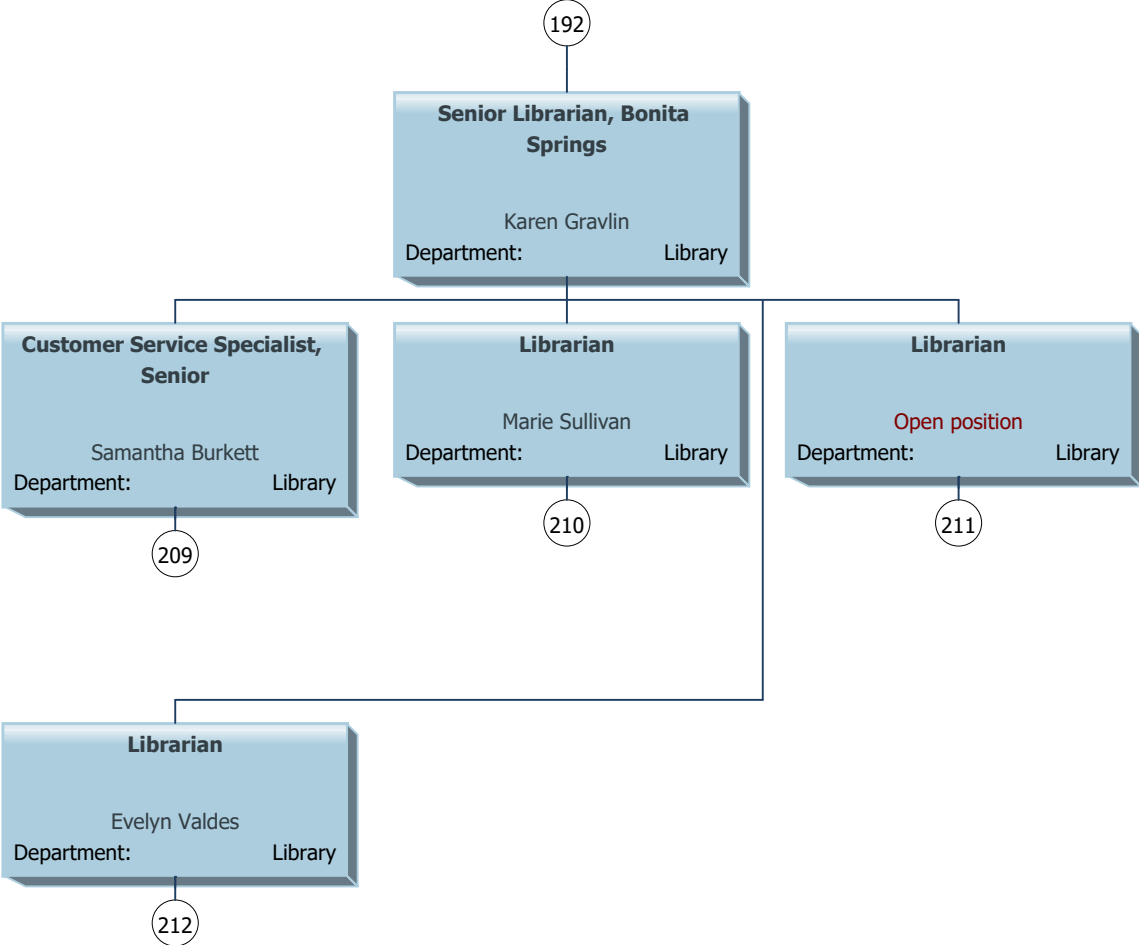 192
Senior Librarian, Bonita
Springs
Karen Gravlin
Department: Library
Customer Service Specialist,
Senior
Samantha Burkett
Department: Library
209
Librarian
Marie Sullivan
Department: Library
210
Librarian
Open position
Department: Library
211
Librarian
Evelyn Valdes
Department: Library
212